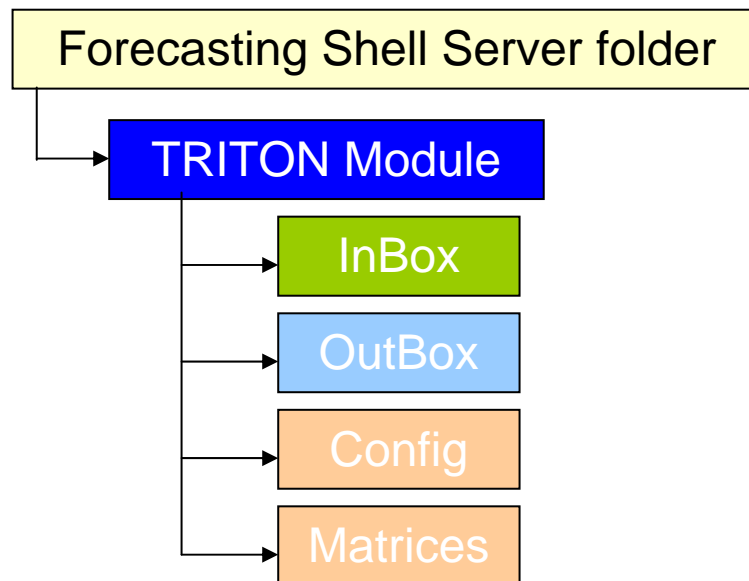 Forecasting Shell Server folder
TRITON Module
InBox
OutBox
Config
Matrices